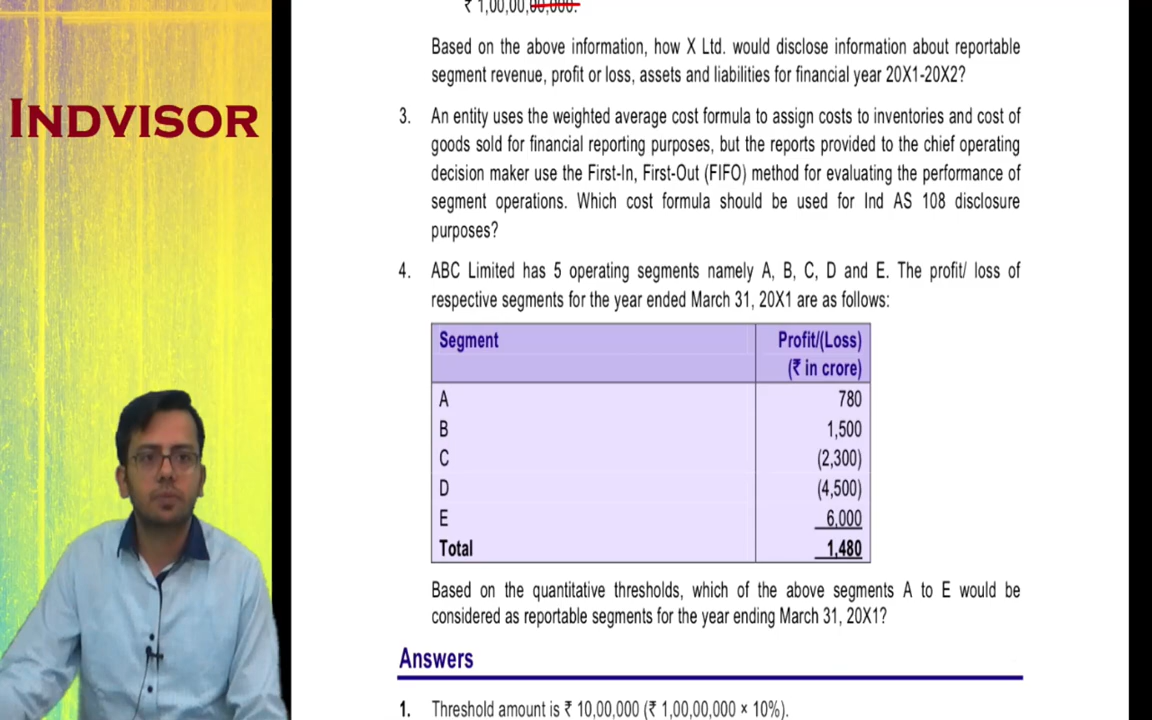 INDVISOR
₹ 1,00,00,00,000.
Based on the above information, how X Ltd. would disclose information about reportable
segment revenue, profit or loss, assets and liabilities for financial year 20X1-20X2?
3. An entity uses the weighted average cost formula to assign costs to inventories and cost of
goods sold for financial reporting purposes, but the reports provided to the chief operating
decision maker use the First-In, First-Out (FIFO) method for evaluating the performance of
segment operations. Which cost formula should be used for Ind AS 108 disclosure
purposes?
4. ABC Limited has 5 operating segments namely A, B, C, D and E. The profit/ loss of
respective segments for the year ended March 31, 20X1 are as follows:
Segment Profit/(Loss)
(₹ in crore)
A 780
B 1,500
C (2,300)
D (4,500)
E 6,000
Total 1,480
Based on the quantitative thresholds, which of the above segments A to E would be
considered as reportable segments for the year ending March 31, 20X1?
Answers
1. Threshold amount is ₹ 10,00,000 (₹ 1,00,00,000 × 10%).